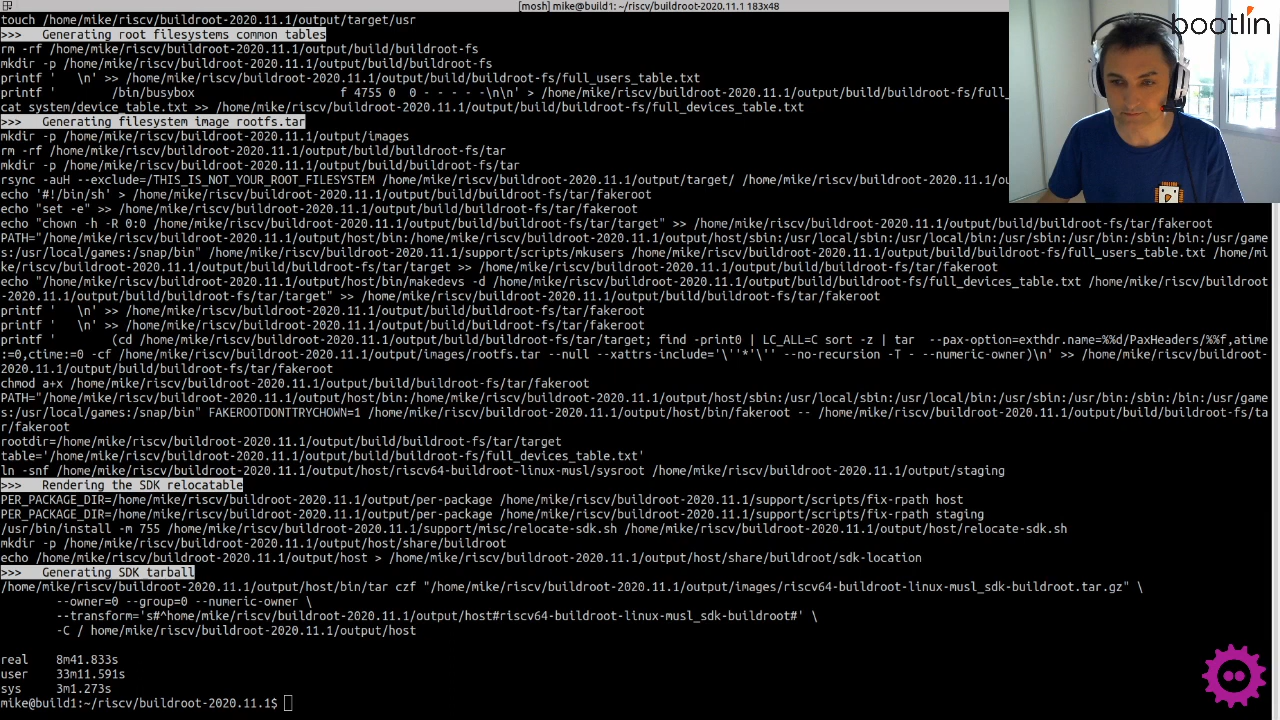 [mosh] mike@build1: ~/riscv/buildroot-2020.11.1 183x48
bootlin
touch /home/mike/riscv/buildroot-2020.11.1/output/target/usr
>>>   Generating root filesystems common tables
rm -rf /home/mike/riscv/buildroot-2020.11.1/output/build/buildroot-fs
mkdir -p /home/mike/riscv/buildroot-2020.11.1/output/build/buildroot-fs
printf '   \n' >> /home/mike/riscv/buildroot-2020.11.1/output/build/buildroot-fs/full_users_table.txt
printf '        /bin/busybox                     f 4755 0  0 - - - - -\n\n' > /home/mike/riscv/buildroot-2020.11.1/output/build/buildroot-fs/full_
cat system/device_table.txt >> /home/mike/riscv/buildroot-2020.11.1/output/build/buildroot-fs/full_devices_table.txt
>>>   Generating filesystem image rootfs.tar
mkdir -p /home/mike/riscv/buildroot-2020.11.1/output/images
rm -rf /home/mike/riscv/buildroot-2020.11.1/output/build/buildroot-fs/tar
mkdir -p /home/mike/riscv/buildroot-2020.11.1/output/build/buildroot-fs/tar
rsync -auH --exclude=/THIS_IS_NOT_YOUR_ROOT_FILESYSTEM /home/mike/riscv/buildroot-2020.11.1/output/target/ /home/mike/riscv/buildroot-2020.11.1/output/build/buildroot-fs/
echo '#!/bin/sh' > /home/mike/riscv/buildroot-2020.11.1/output/build/buildroot-fs/tar/fakeroot
echo "set -e" >> /home/mike/riscv/buildroot-2020.11.1/output/build/buildroot-fs/tar/fakeroot
echo "chown -h -R 0:0 /home/mike/riscv/buildroot-2020.11.1/output/build/buildroot-fs/tar/target" >> /home/mike/riscv/buildroot-2020.11.1/output/build/buildroot-fs/tar/fakeroot
PATH="/home/mike/riscv/buildroot-2020.11.1/output/host/bin:/home/mike/riscv/buildroot-2020.11.1/output/host/sbin:/usr/local/sbin:/usr/local/bin:/usr/sbin:/usr/bin:/sbin:/bin:/usr/game
s:/usr/local/games:/snap/bin" /home/mike/riscv/buildroot-2020.11.1/support/scripts/mkusers /home/mike/riscv/buildroot-2020.11.1/output/build/buildroot-fs/full_users_table.txt /home/mi
ke/riscv/buildroot-2020.11.1/output/build/buildroot-fs/tar/target >> /home/mike/riscv/buildroot-2020.11.1/output/build/buildroot-fs/tar/fakeroot
echo "/home/mike/riscv/buildroot-2020.11.1/output/host/bin/makedevs -d /home/mike/riscv/buildroot-2020.11.1/output/build/buildroot-fs/full_devices_table.txt /home/mike/riscv/buildroot
-2020.11.1/output/build/buildroot-fs/tar/target" >> /home/mike/riscv/buildroot-2020.11.1/output/build/buildroot-fs/tar/fakeroot
printf '   \n' >> /home/mike/riscv/buildroot-2020.11.1/output/build/buildroot-fs/tar/fakeroot
printf '   \n' >> /home/mike/riscv/buildroot-2020.11.1/output/build/buildroot-fs/tar/fakeroot
printf '        (cd /home/mike/riscv/buildroot-2020.11.1/output/build/buildroot-fs/tar/target; find -print0 | LC_ALL=C sort -z | tar  --pax-option=exthdr.name=%%d/PaxHeaders/%%f,atime
:=0,ctime:=0 -cf /home/mike/riscv/buildroot-2020.11.1/output/images/rootfs.tar --null --xattrs-include='\''*'\'' --no-recursion -T - --numeric-owner)\n' >> /home/mike/riscv/buildroot-
2020.11.1/output/build/buildroot-fs/tar/fakeroot
chmod a+x /home/mike/riscv/buildroot-2020.11.1/output/build/buildroot-fs/tar/fakeroot
PATH="/home/mike/riscv/buildroot-2020.11.1/output/host/bin:/home/mike/riscv/buildroot-2020.11.1/output/host/sbin:/usr/local/sbin:/usr/local/bin:/usr/sbin:/usr/bin:/sbin:/bin:/usr/game
s:/usr/local/games:/snap/bin" FAKEROOTDONTTRYCHOWN=1 /home/mike/riscv/buildroot-2020.11.1/output/host/bin/fakeroot -- /home/mike/riscv/buildroot-2020.11.1/output/build/buildroot-fs/ta
r/fakeroot
rootdir=/home/mike/riscv/buildroot-2020.11.1/output/build/buildroot-fs/tar/target
table='/home/mike/riscv/buildroot-2020.11.1/output/build/buildroot-fs/full_devices_table.txt'
ln -snf /home/mike/riscv/buildroot-2020.11.1/output/host/riscv64-buildroot-linux-musl/sysroot /home/mike/riscv/buildroot-2020.11.1/output/staging
>>>   Rendering the SDK relocatable
PER_PACKAGE_DIR=/home/mike/riscv/buildroot-2020.11.1/output/per-package /home/mike/riscv/buildroot-2020.11.1/support/scripts/fix-rpath host
PER_PACKAGE_DIR=/home/mike/riscv/buildroot-2020.11.1/output/per-package /home/mike/riscv/buildroot-2020.11.1/support/scripts/fix-rpath staging
/usr/bin/install -m 755 /home/mike/riscv/buildroot-2020.11.1/support/misc/relocate-sdk.sh /home/mike/riscv/buildroot-2020.11.1/output/host/relocate-sdk.sh
mkdir -p /home/mike/riscv/buildroot-2020.11.1/output/host/share/buildroot
echo /home/mike/riscv/buildroot-2020.11.1/output/host > /home/mike/riscv/buildroot-2020.11.1/output/host/share/buildroot/sdk-location
>>>   Generating SDK tarball
/home/mike/riscv/buildroot-2020.11.1/output/host/bin/tar czf "/home/mike/riscv/buildroot-2020.11.1/output/images/riscv64-buildroot-linux-musl_sdk-buildroot.tar.gz" \
        --owner=0 --group=0 --numeric-owner \
        --transform='s#^home/mike/riscv/buildroot-2020.11.1/output/host#riscv64-buildroot-linux-musl_sdk-buildroot#' \
        -C / home/mike/riscv/buildroot-2020.11.1/output/host
real    8m41.833s
user    33m11.591s
sys     3m1.273s
mike@build1:~/riscv/buildroot-2020.11.1$